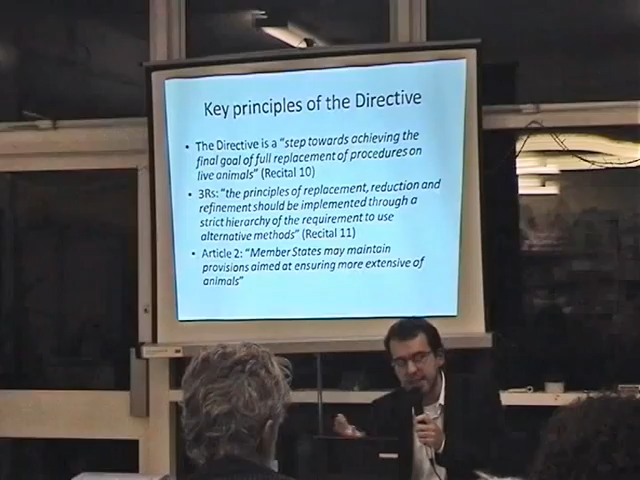 Key principles of the Directive
• The Directive is a "step towards achieving the
final goal of full replacement of procedures on
live animals" (Recital 10)
• 3Rs: "the principles of replacement, reduction and
refinement should be implemented through a
strict hierarchy of the requirement to use
alternative methods" (Recital 11)
• Article 2: "Member States may maintain
provisions aimed at ensuring more extensive of
animals"